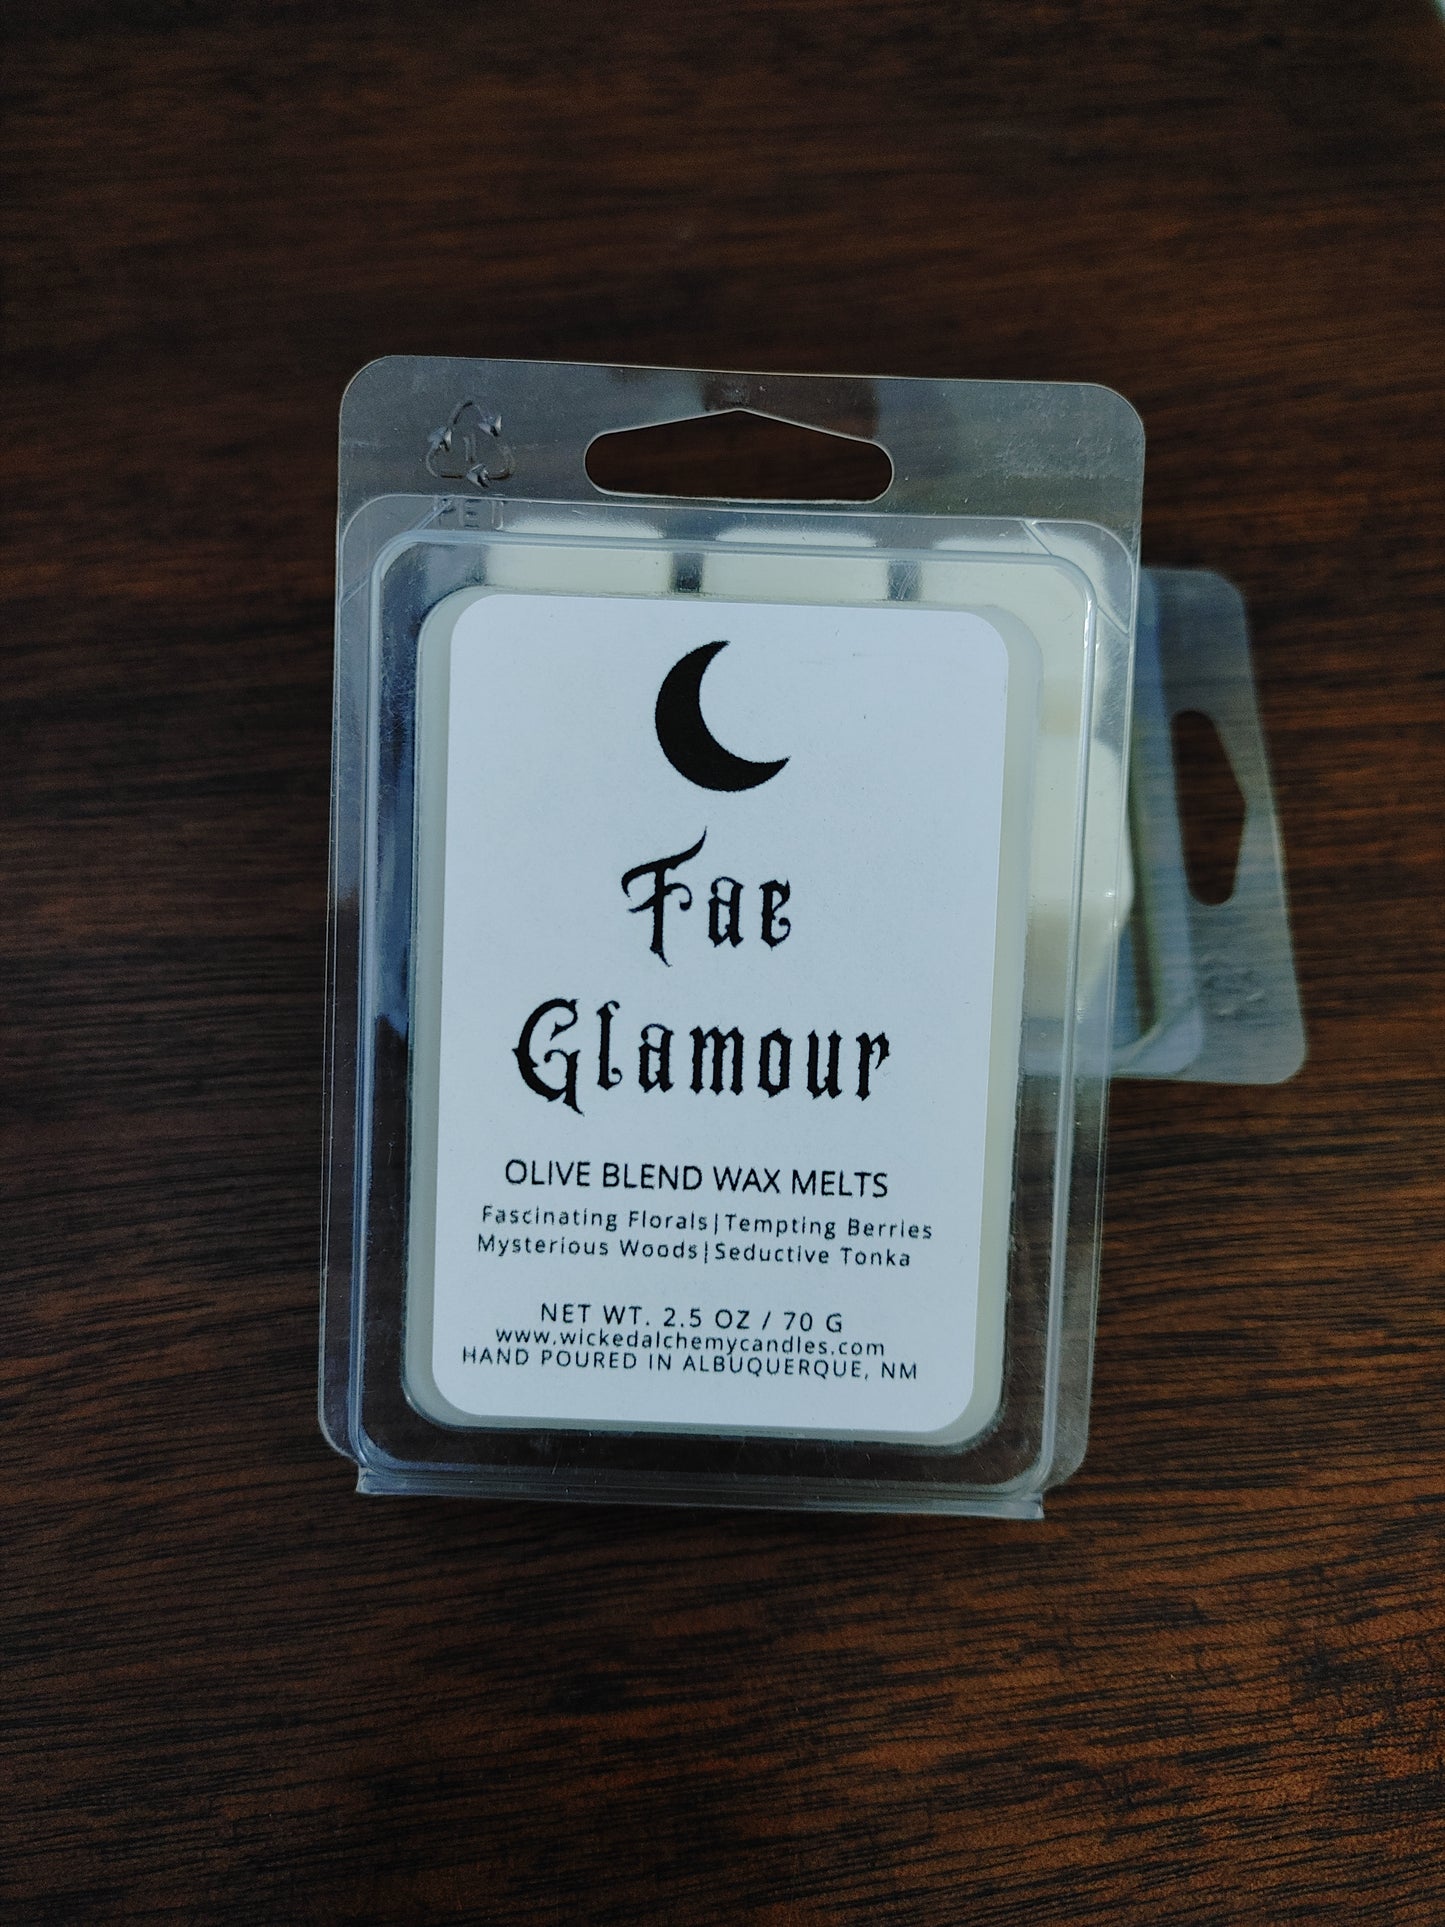 1
PET
Fae
Glamour
OLIVE BLEND WAX MELTS
Fascinating Florals|Tempting Berries
Mysterious Woods|Seductive Tonka
NET WT. 2.5 OZ / 70 G
www.wickedalchemycandles.com
HAND POURED IN ALBUQUERQUE, NM